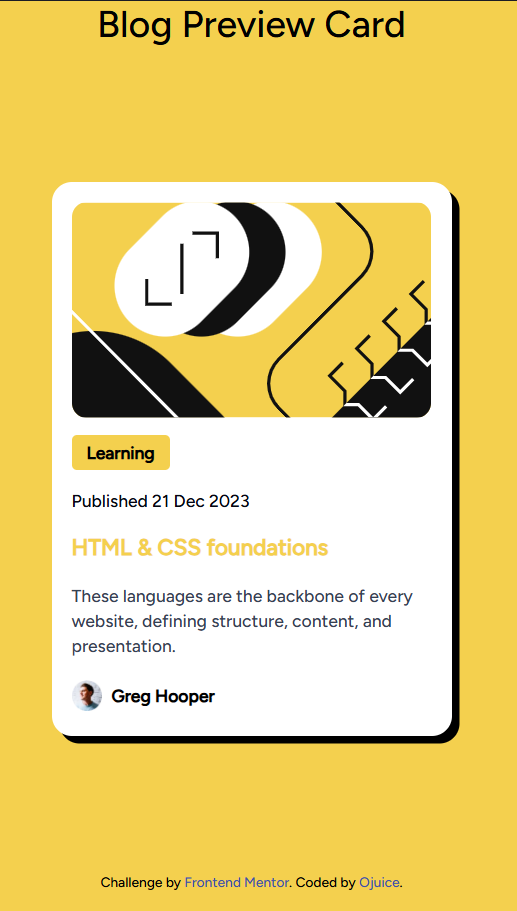 Blog Preview Card
Learning
Published 21 Dec 2023
HTML & CSS foundations
These languages are the backbone of every
website, defining structure, content, and
presentation.
Greg Hooper
Challenge by Frontend Mentor. Coded by Ojuice.